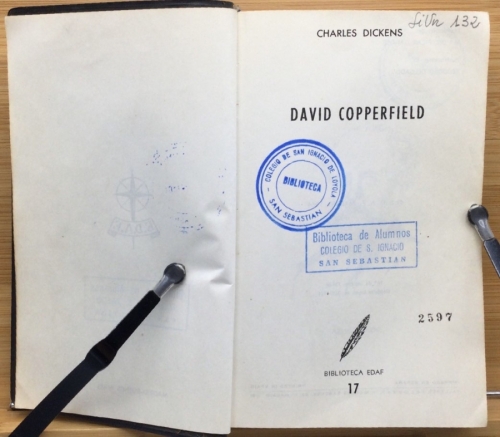 CHARLES DICKENS
DAVID COPPERFIELD
COLEGIO DE SAN IGNACIO DE LOYOLA
BIBLIOTECA
SAN SEBASTIAN
Biblioteca de Alumnos
COLEGIO DE S. IGNACIO
SAN SEBASTIAN
2597
BIBLIOTECA EDAF
17